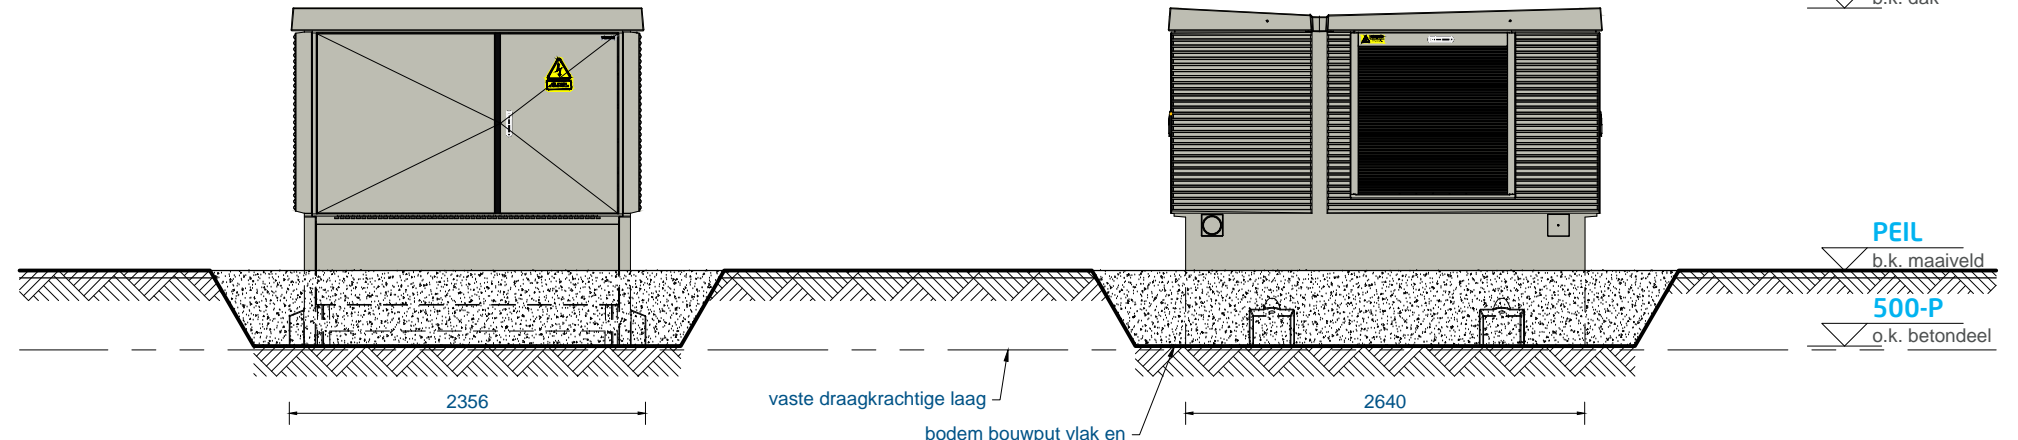 b.k. dak
PEIL
b.k. maaiveld
500-P
o.k. betondeel
2356
vaste draagkrachtige laag
2640
bodem bouwput vlak en